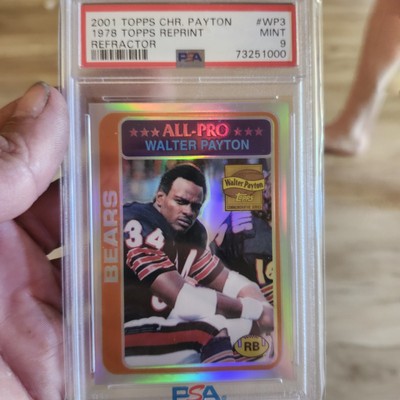 2001 TOPPS CHR. PAYTON #WP3
1978 TOPPS REPRINT MINT
REFRACTOR 9
PSA 73251000
★★★ALL-PRO★★★
WALTER PAYTON
BEARS
Walter Payton
Topps
34
RB
PSA